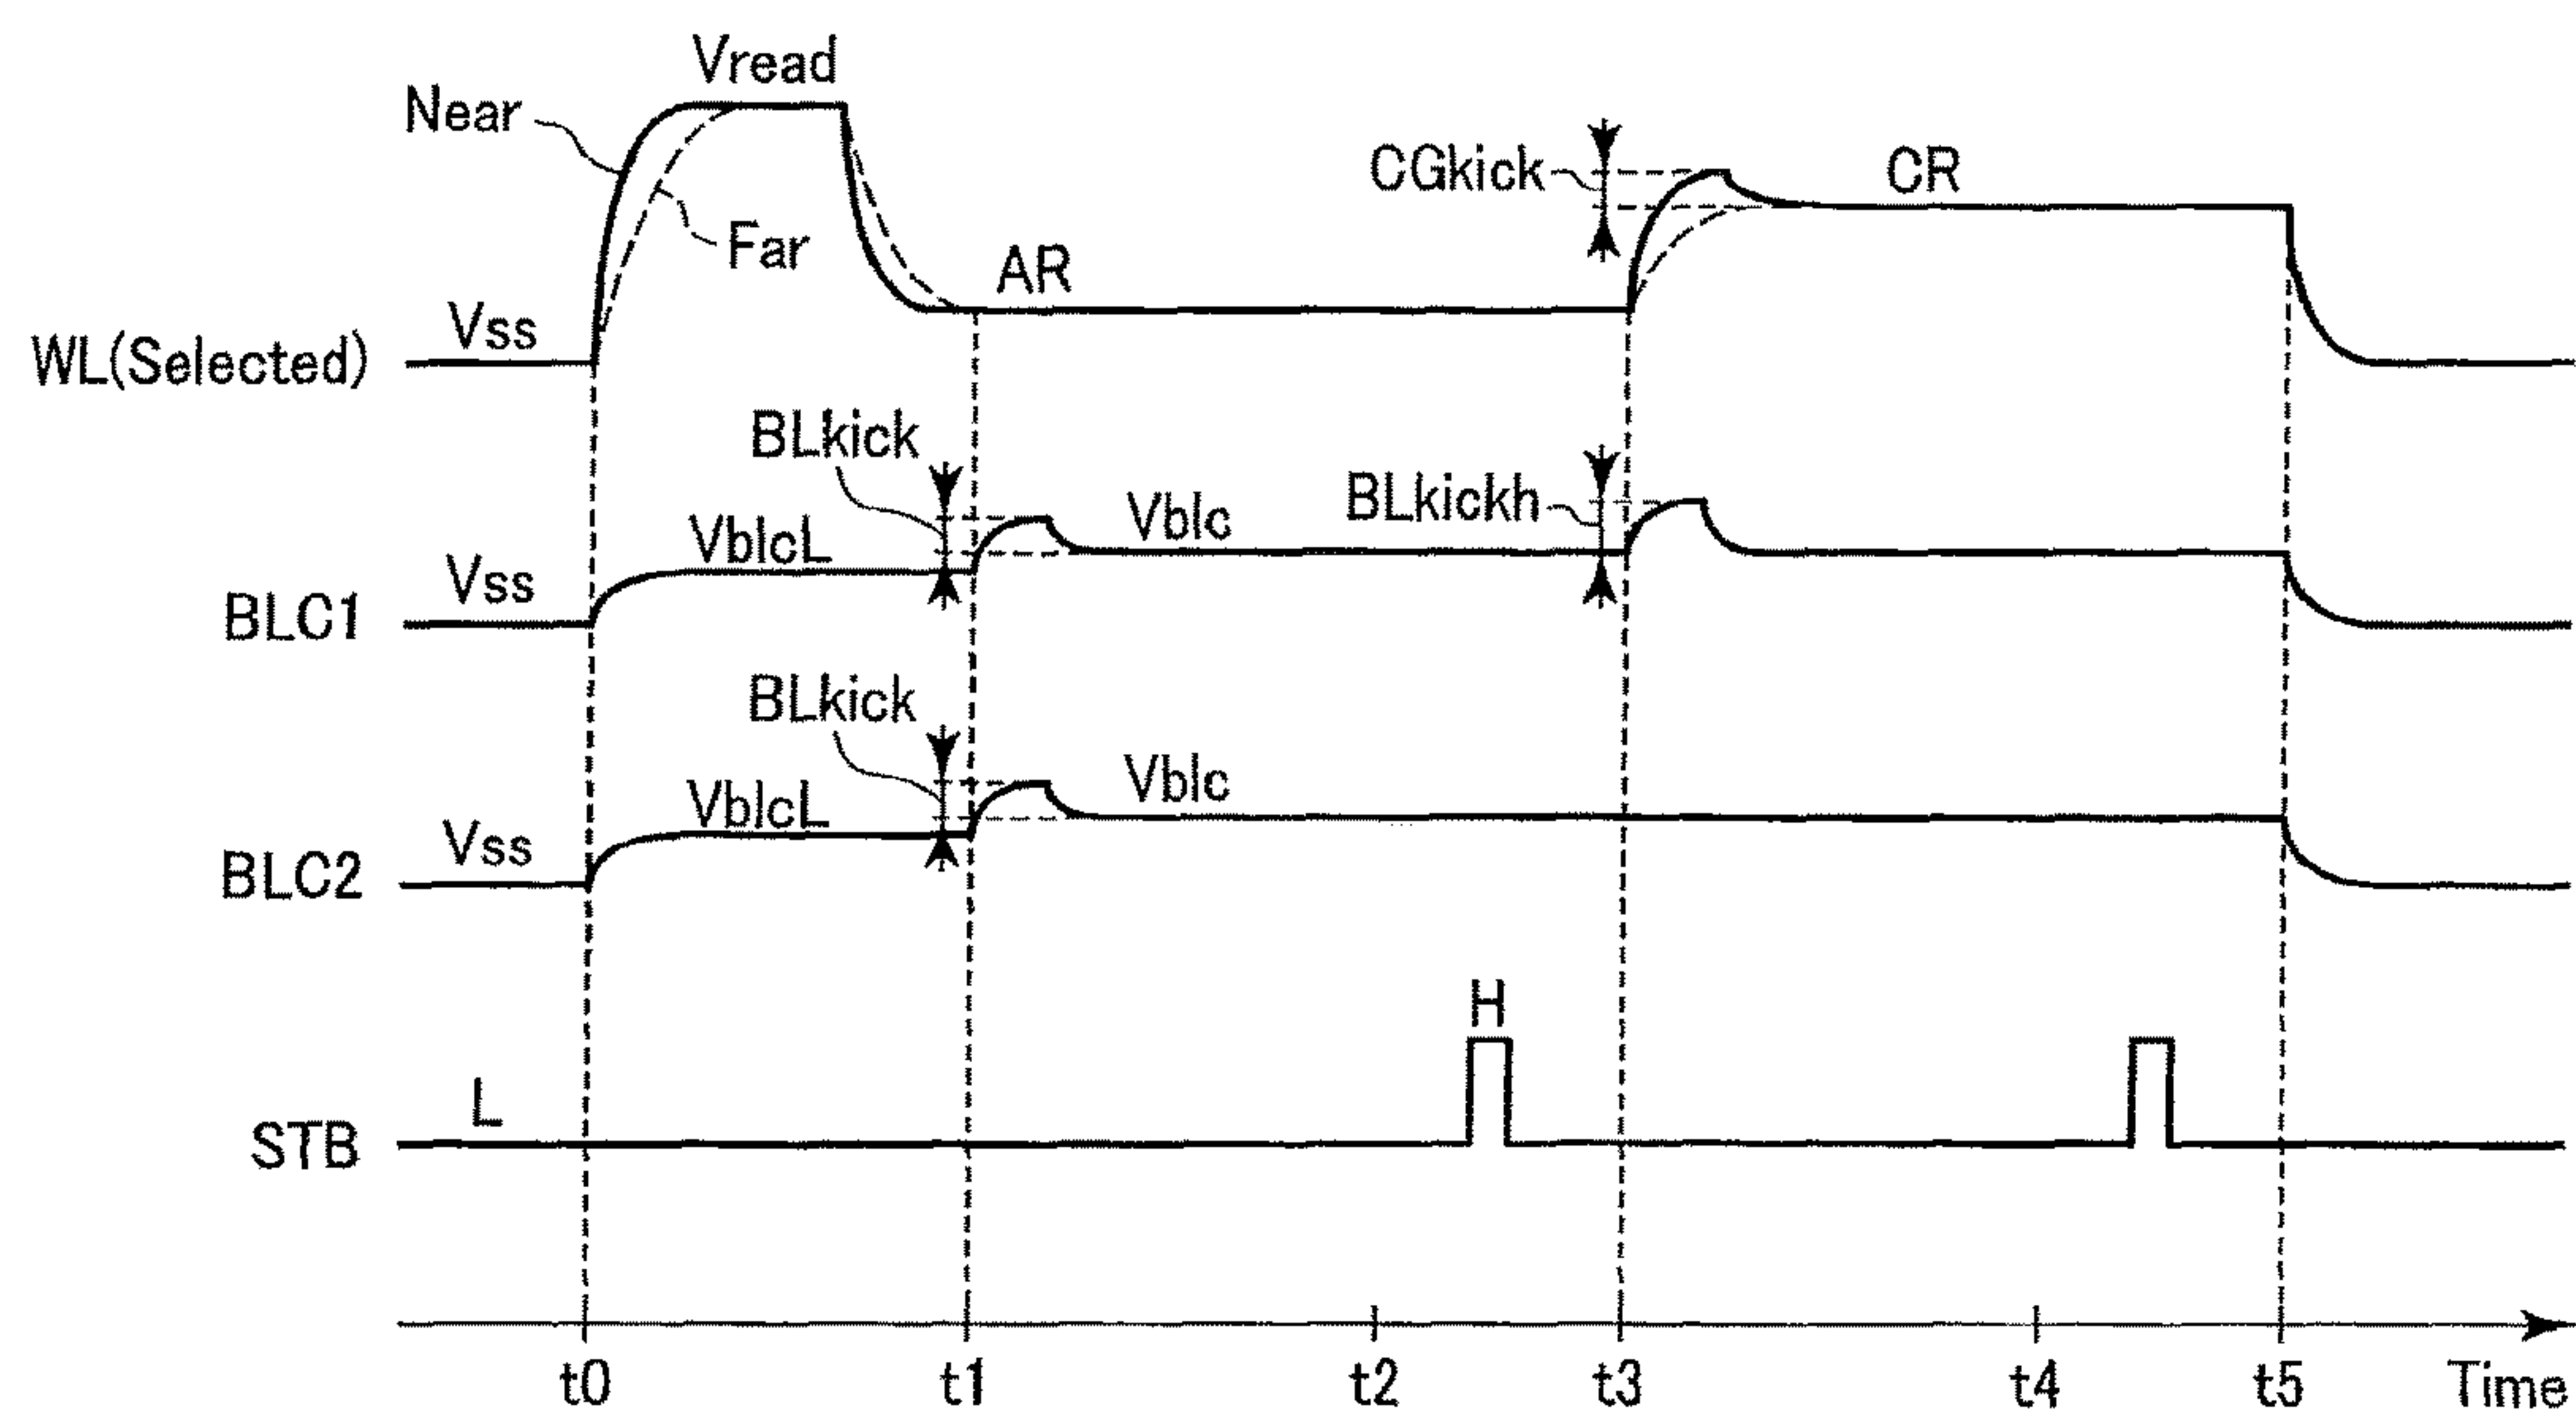 Vread
Near
Far
CGkick
CR
AR
Vss
WL(Selected)
BLkick
BLkickh
VblcL
Vblc
Vss
BLC1
BLkick
VblcL
Vblc
Vss
BLC2
H
L
STB
t0 t1 t2 t3 t4 t5 Time